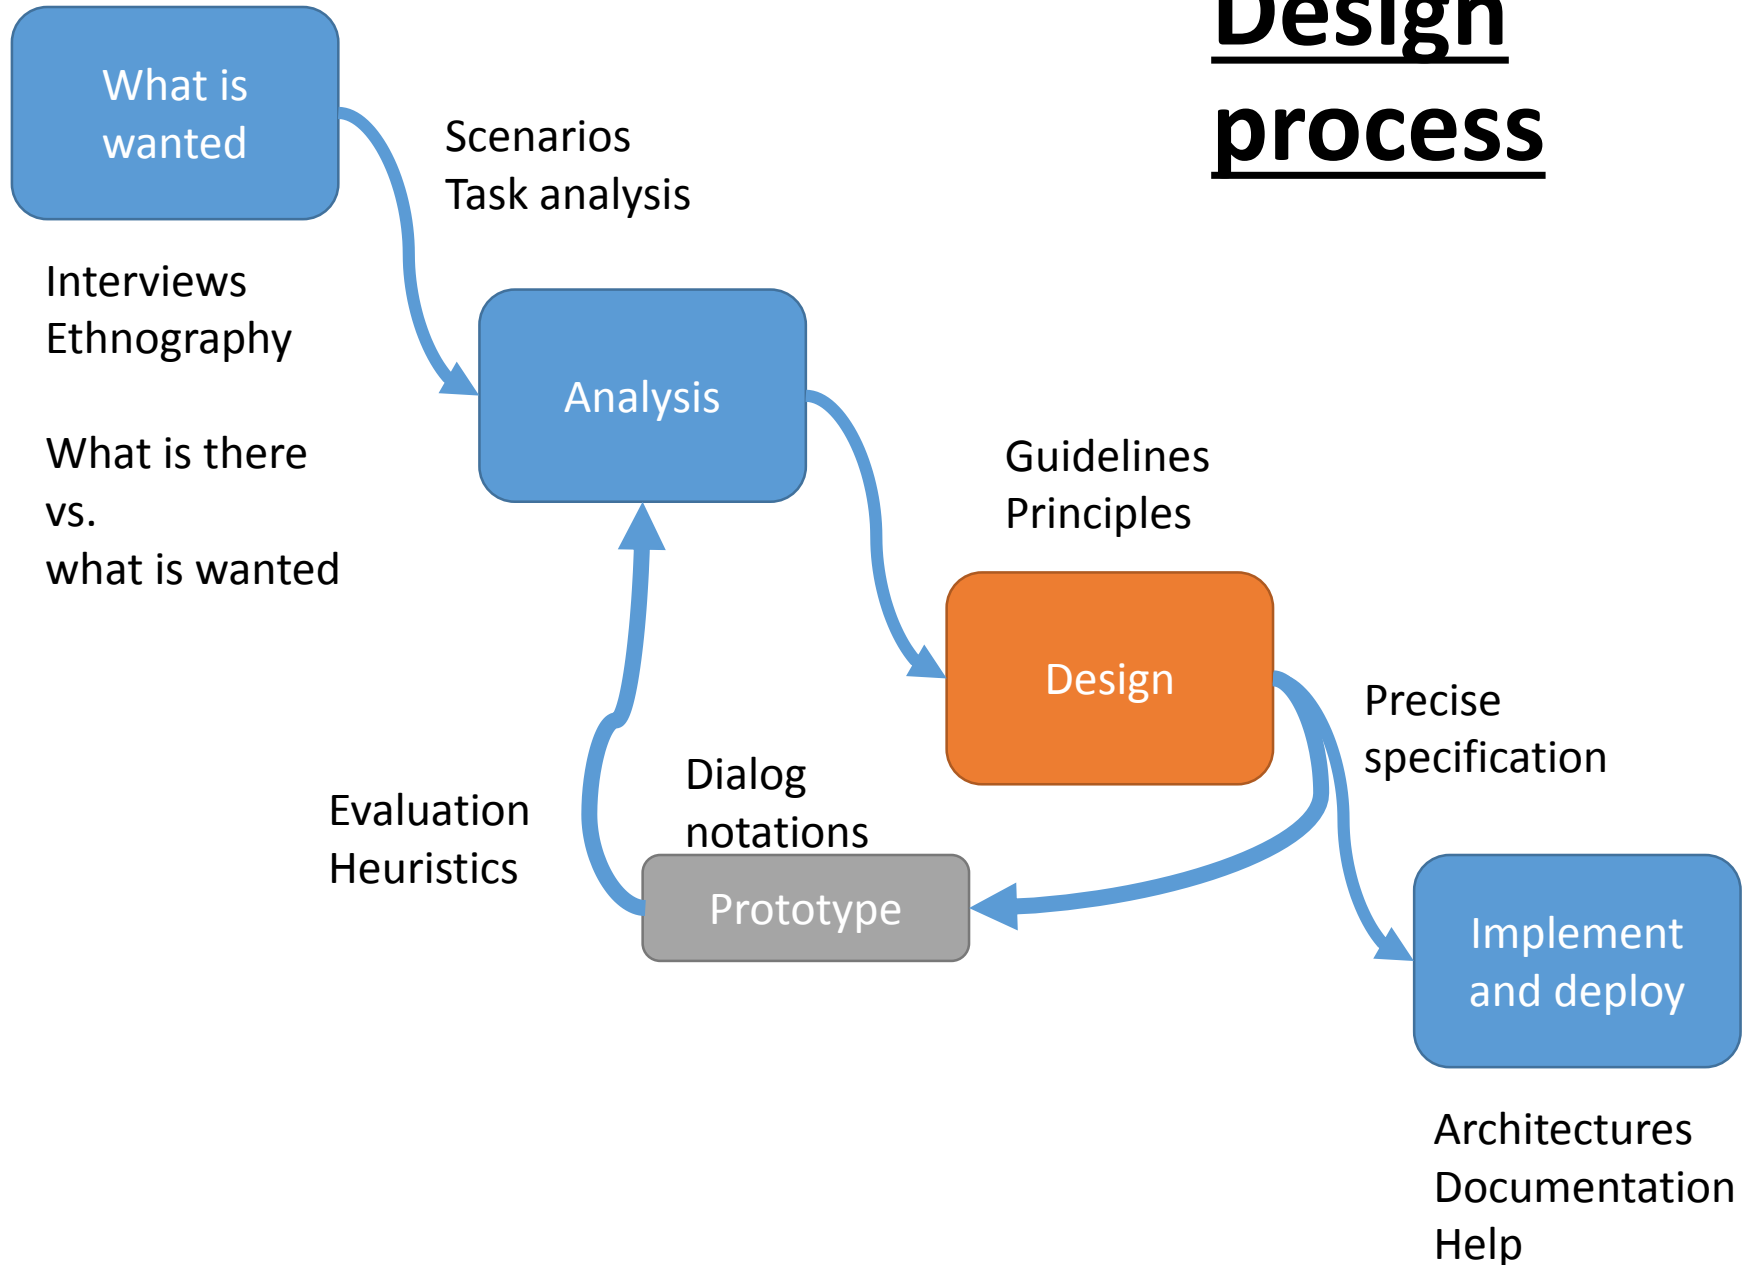 Design
process
What is
wanted
Scenarios
Task analysis
Interviews
Ethnography
What is there
vs.
what is wanted
Analysis
Guidelines
Principles
Design
Precise
specification
Dialog
notations
Evaluation
Heuristics
Prototype
Implement
and deploy
Architectures
Documentation
Help